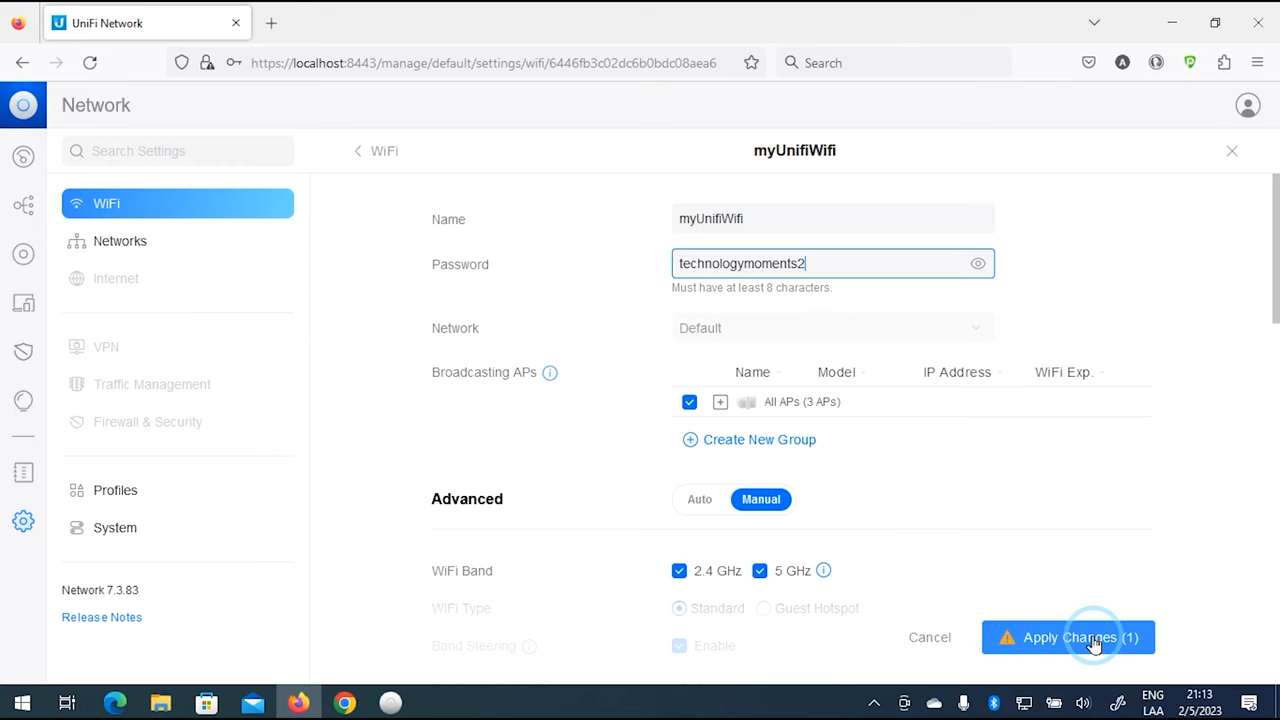 UniFi Network
https://localhost:8443/manage/default/settings/wifi/6446fb3c02dc6b0bdc08aea6
Search
Network
Search Settings
WiFi
myUnifiWifi
WiFi
Networks
Internet
VPN
Traffic Management
Firewall & Security
Profiles
System
Network 7.3.83
Release Notes
Name
myUnifiWifi
Password
technologymoments2
Must have at least 8 characters.
Network
Default
Broadcasting APs
Name Model IP Address WiFi Exp.
All APs (3 APs)
Create New Group
Advanced
Auto Manual
WiFi Band
2.4 GHz 5 GHz
WiFi Type
Standard Guest Hotspot
Band Steering
Enable
Cancel
Apply Changes (1)
ENG
LAA
21:13
2/5/2023